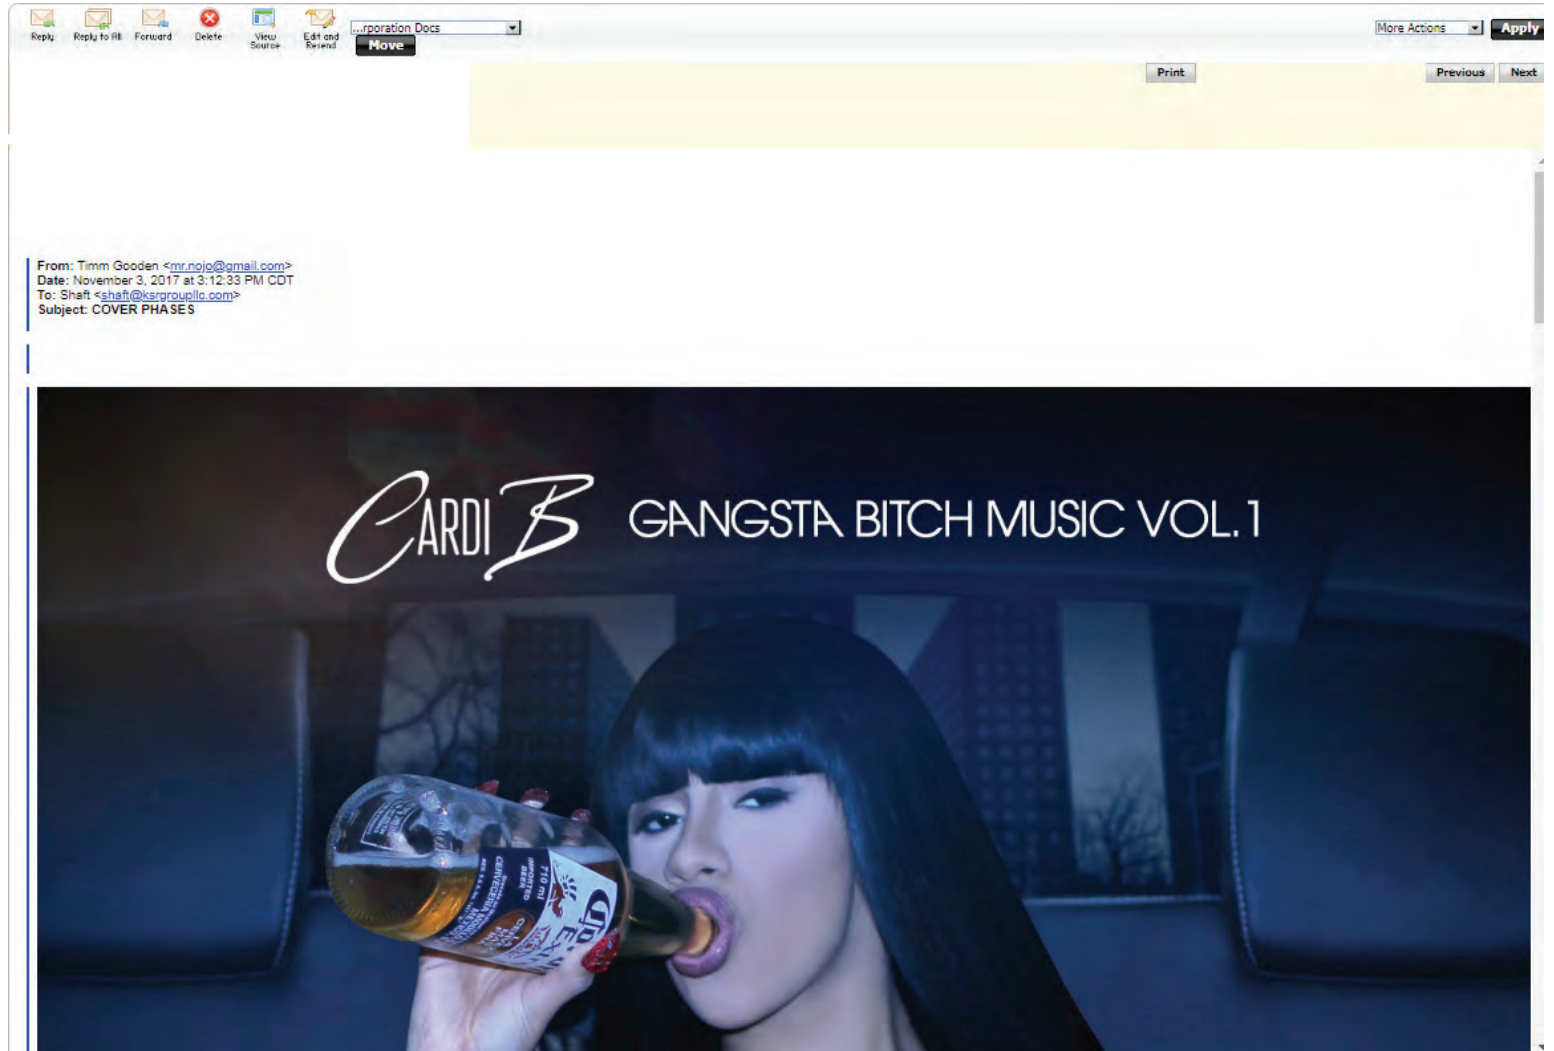 Reply Reply to All Forward Delete View Source Edit and Resend ...rporation Docs More Actions Apply
Move
Print Previous Next
From: Timm Gooden <mr.nojo@gmail.com>
Date: November 3, 2017 at 3:12:33 PM CDT
To: Shaft <shaft@ksrgroupllc.com>
Subject: COVER PHASES
CARDI B GANGSTA BITCH MUSIC VOL.1
710 ml
IMPORTED
BEER